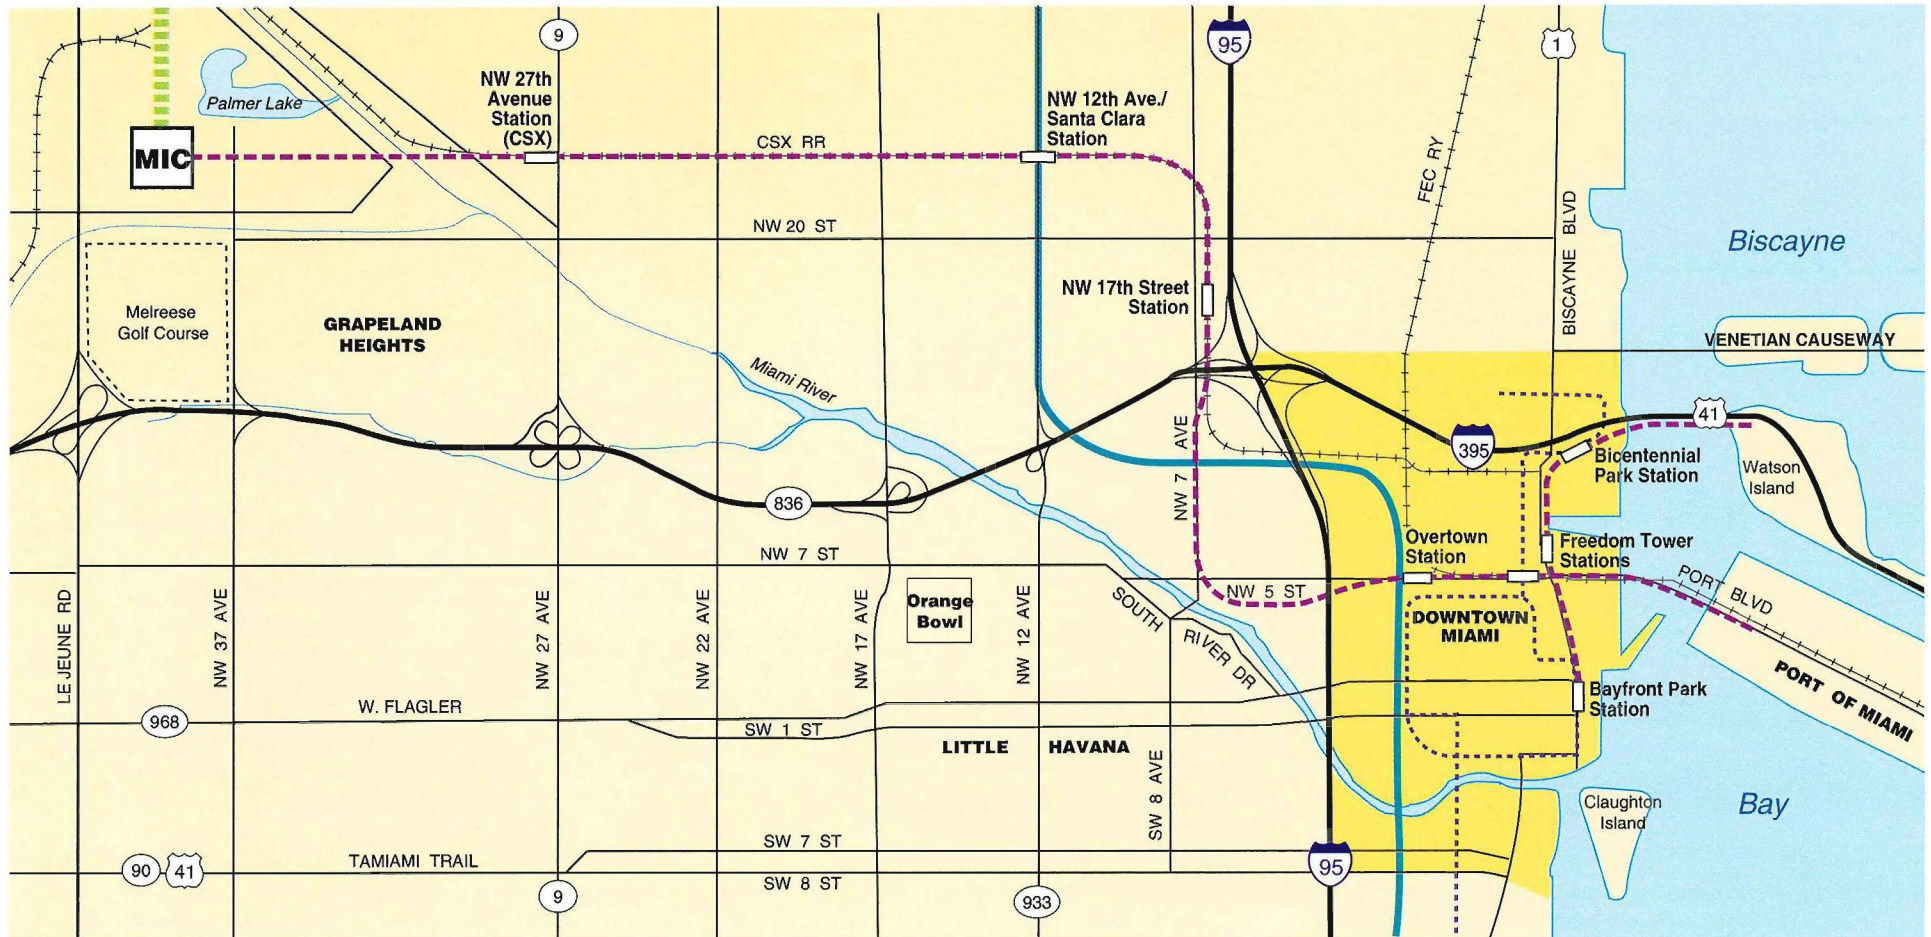 9
95
1
Palmer Lake
NW 27th
Avenue
Station
(CSX)
NW 12th Ave./
Santa Clara
Station
MIC
CSX RR
FEC RY
BISCAYNE BLVD
NW 20 ST
Biscayne
NW 17th Street
Station
Melreese
Golf Course
GRAPELAND
HEIGHTS
VENETIAN CAUSEWAY
Miami River
41
NW 7 AVE
395
Bicentennial
Park Station
Watson
Island
836
NW 7 ST
Overtown
Station
Freedom Tower
Stations
PORT BLVD
NW 5 ST
LE JEUNE RD
NW 37 AVE
NW 27 AVE
NW 22 AVE
NW 17 AVE
Orange
Bowl
NW 12 AVE
SOUTH RIVER DR
DOWNTOWN
MIAMI
PORT OF MIAMI
Bayfront Park
Station
968
W. FLAGLER
SW 1 ST
LITTLE HAVANA
SW 8 AVE
Claughton
Island
Bay
90
41
TAMIAMI TRAIL
SW 7 ST
SW 8 ST
95
9
933